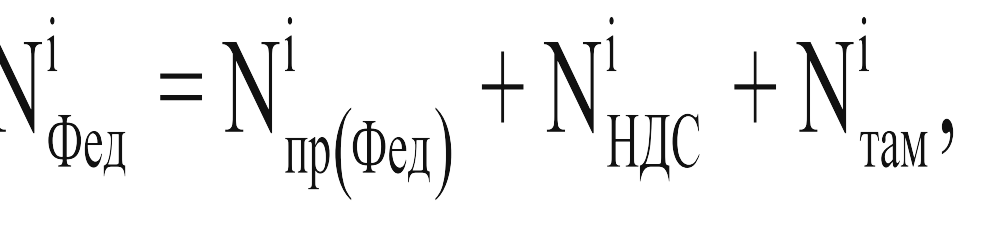 N^i_Фед = N^i_пр(Фед) + N^i_НДС + N^i_там,